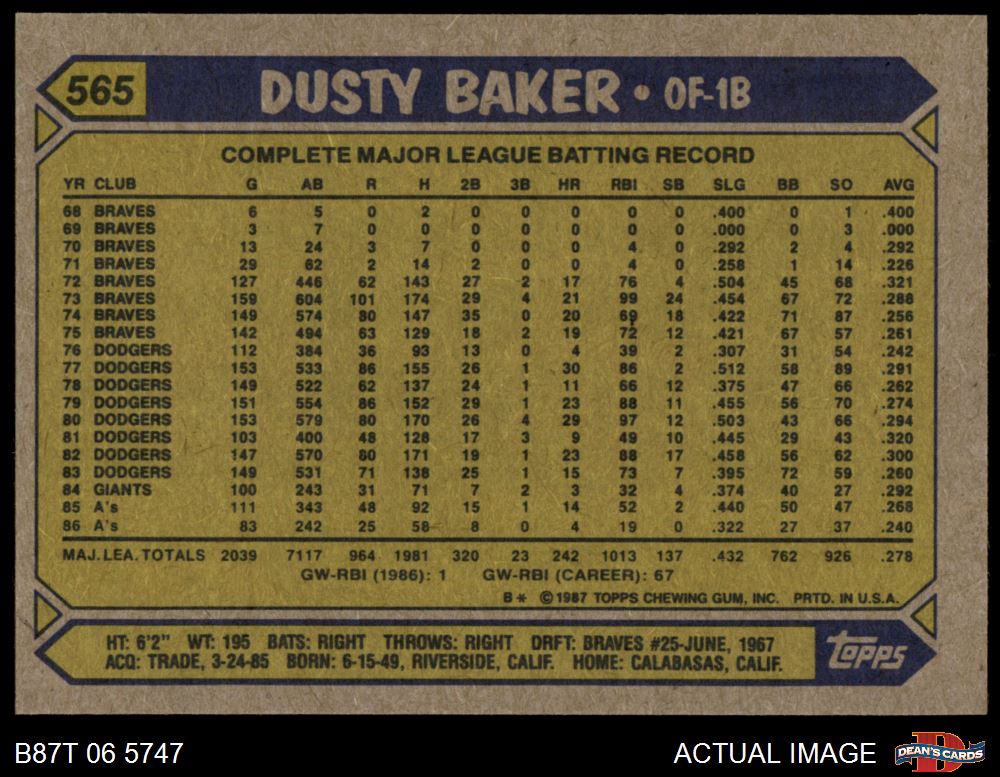 565 DUSTY BAKER • OF-1B
COMPLETE MAJOR LEAGUE BATTING RECORD
YR CLUB G AB R H 2B 3B HR RBI SB SLG BB SO AVG
68 BRAVES 6 5 0 2 0 0 0 0 0 .400 0 1 .400
69 BRAVES 3 7 0 0 0 0 0 0 0 .000 0 3 .000
70 BRAVES 13 24 3 7 0 0 0 4 0 .292 2 4 .292
71 BRAVES 29 62 2 14 2 0 0 4 0 .258 1 14 .226
72 BRAVES 127 446 62 143 27 2 17 76 4 .504 45 68 .321
73 BRAVES 159 604 101 174 29 4 21 99 24 .454 67 72 .288
74 BRAVES 149 574 80 147 35 0 20 69 18 .422 71 87 .256
75 BRAVES 142 494 63 129 18 2 19 72 12 .421 67 57 .261
76 DODGERS 112 384 36 93 13 0 4 39 2 .307 31 54 .242
77 DODGERS 153 533 86 155 26 1 30 86 2 .512 58 89 .291
78 DODGERS 149 522 62 137 24 1 11 66 12 .375 47 66 .262
79 DODGERS 151 554 86 152 29 1 23 88 11 .455 56 70 .274
80 DODGERS 153 579 80 170 26 4 29 97 12 .503 43 66 .294
81 DODGERS 103 400 48 128 17 3 9 49 10 .445 29 43 .320
82 DODGERS 147 570 80 171 19 1 23 88 17 .458 56 62 .300
83 DODGERS 149 531 71 138 25 1 15 73 7 .395 72 59 .260
84 GIANTS 100 243 31 71 7 2 3 32 4 .374 40 27 .292
85 A's 111 343 48 92 15 1 14 52 2 .440 50 47 .268
86 A's 83 242 25 58 8 0 4 19 0 .322 27 37 .240
MAJ. LEA. TOTALS 2039 7117 964 1981 320 23 242 1013 137 .432 762 926 .278
GW-RBI (1986): 1 GW-RBI (CAREER): 67
B* ©1987 TOPPS CHEWING GUM, INC. PRTD. IN U.S.A.
HT: 6'2" WT: 195 BATS: RIGHT THROWS: RIGHT DRFT: BRAVES #25-JUNE, 1967
ACQ: TRADE, 3-24-85 BORN: 6-15-49, RIVERSIDE, CALIF. HOME: CALABASAS, CALIF.
topps
B87T 06 5747
ACTUAL IMAGE
DEAN'S CARDS